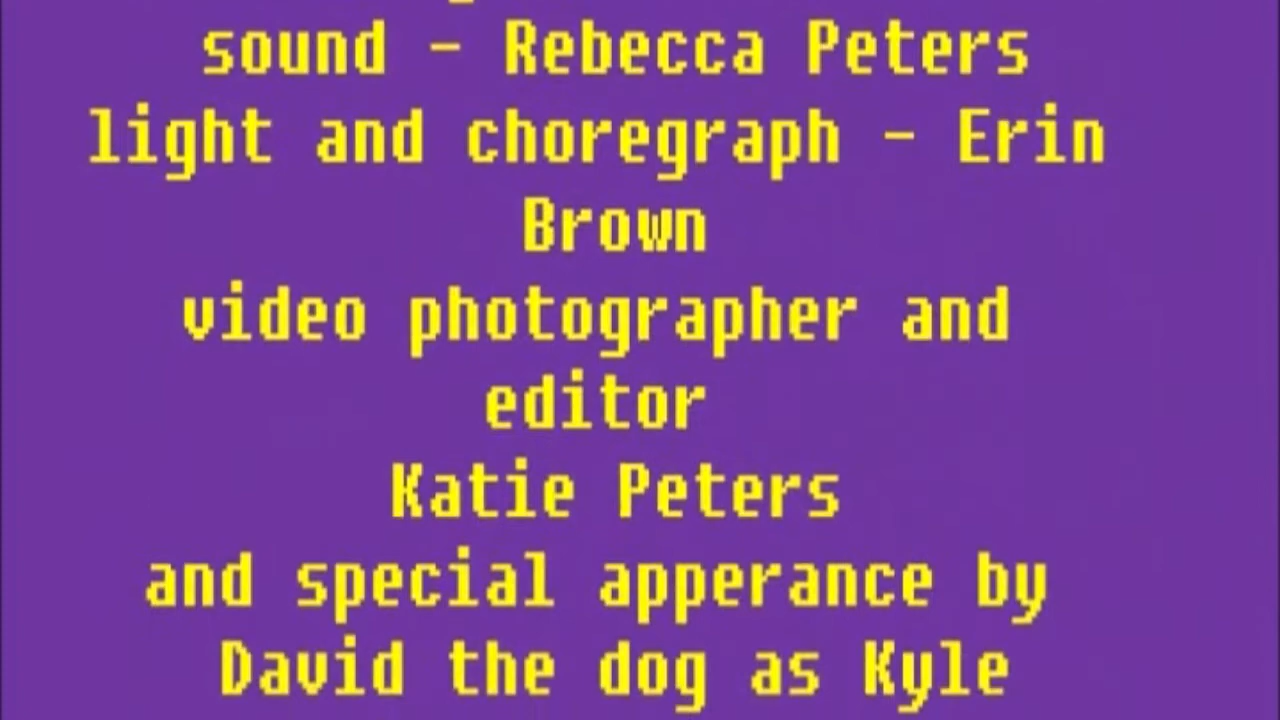 sound - Rebecca Peters
light and choregraph - Erin
Brown
video photographer and
editor
Katie Peters
and special apperance by
David the dog as Kyle